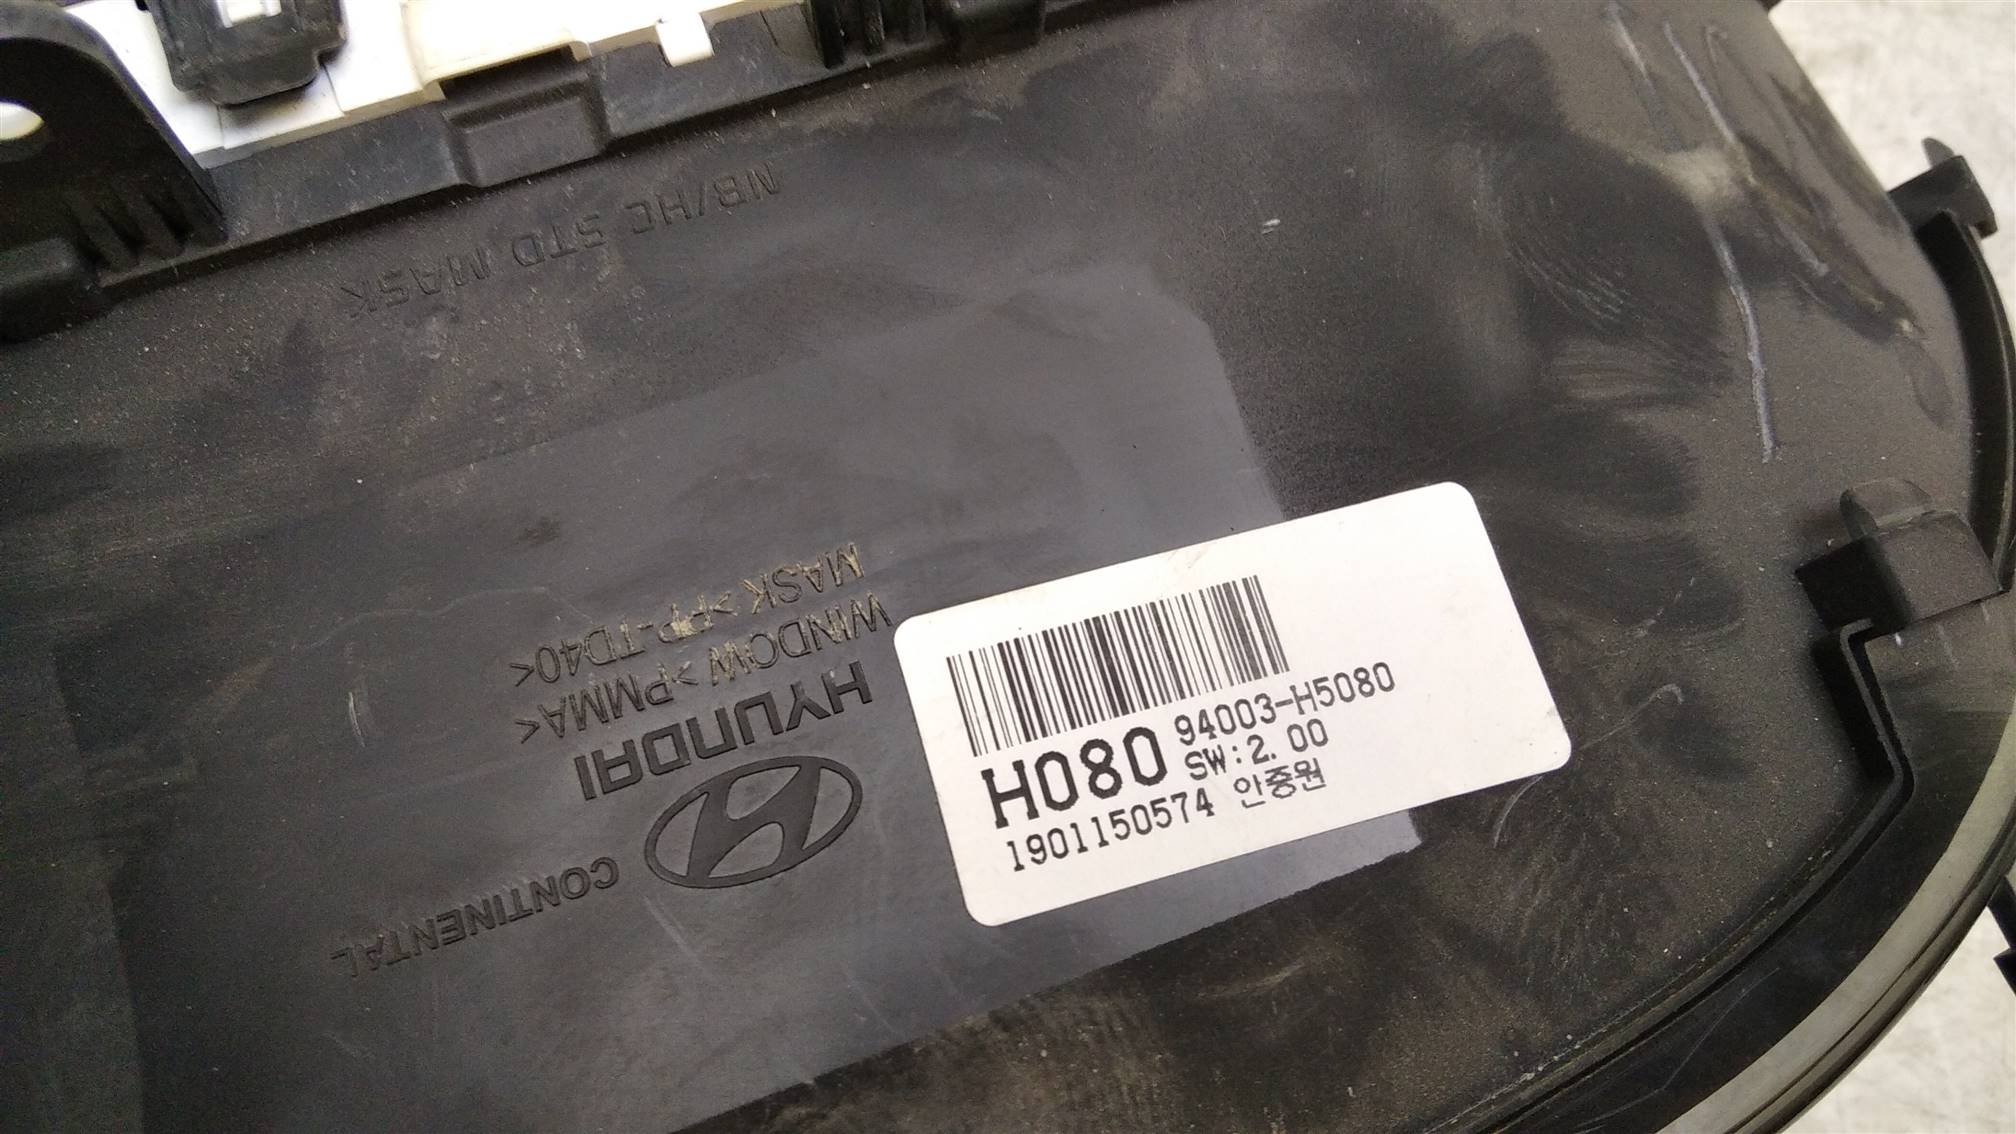 NB/HC STD MASK
MASK >PP-TD40<
WINDOW >PMMA<
HYUNDAI
CONTINENTAL
94003-H5080
H080
SW:2.00
1901150574 안중원